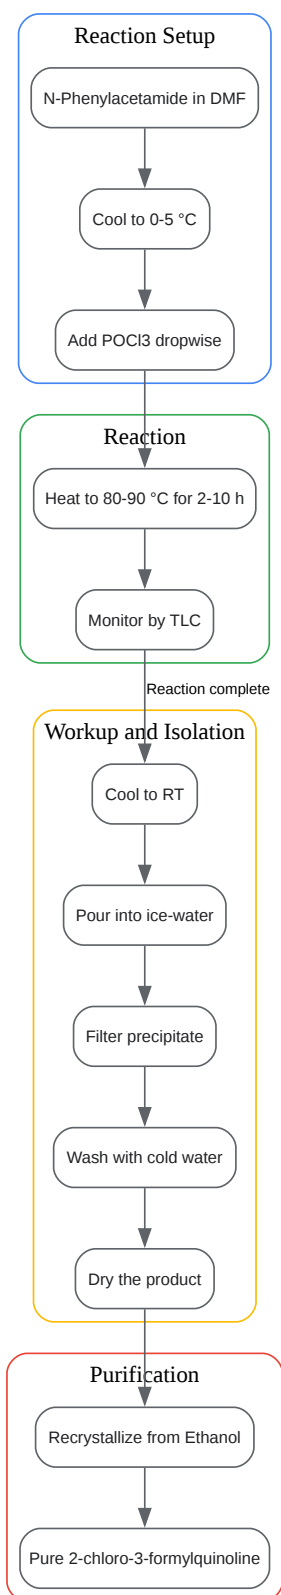 Reaction Setup
N-Phenylacetamide in DMF
Cool to 0-5 °C
Add POCl3 dropwise
Reaction
Heat to 80-90 °C for 2-10 h
Monitor by TLC
Reaction complete
Workup and Isolation
Cool to RT
Pour into ice-water
Filter precipitate
Wash with cold water
Dry the product
Purification
Recrystallize from Ethanol
Pure 2-chloro-3-formylquinoline